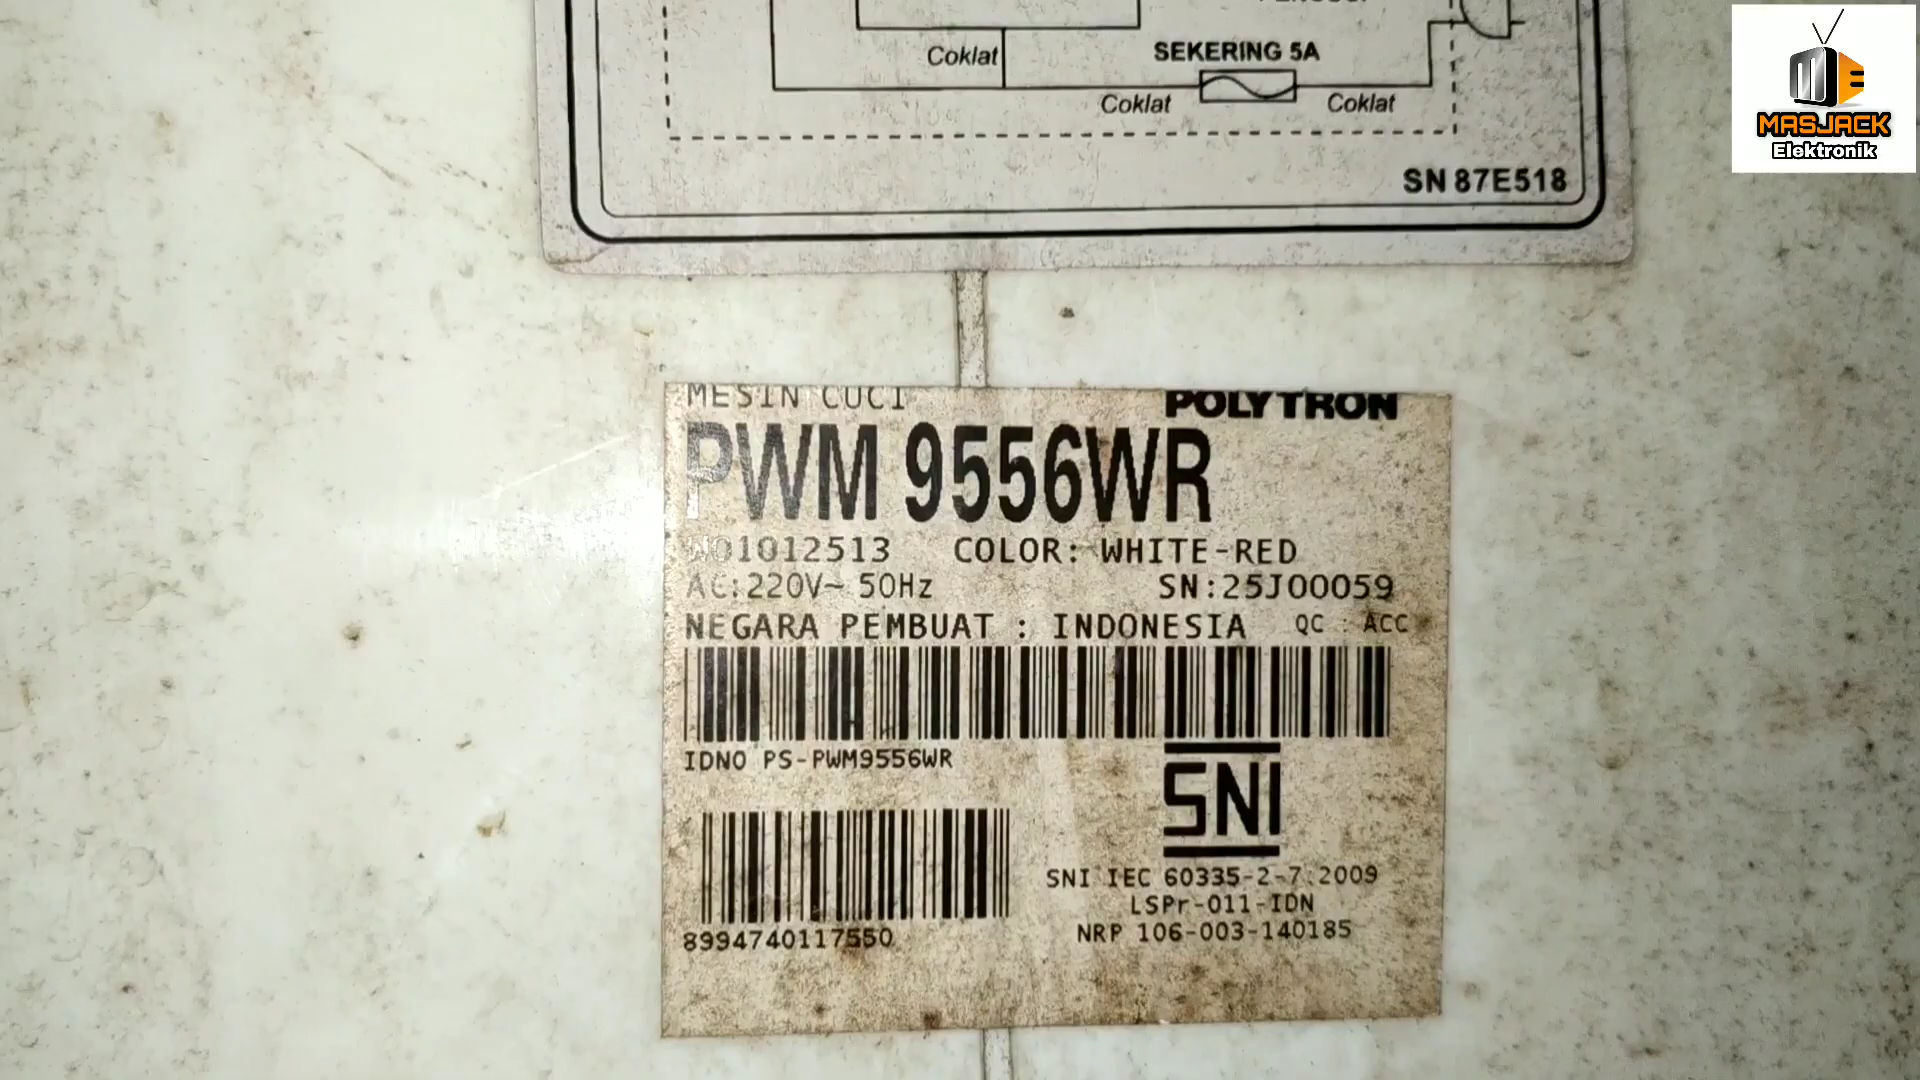 Coklat
SEKERING 5A
Coklat
Coklat
SN 87E518
MASJACK
Elektronik
MESIN CUCI
POLYTRON
PWM 9556WR
W01012513 COLOR: WHITE-RED
AC:220V~ 50Hz SN:25J00059
NEGARA PEMBUAT : INDONESIA QC : ACC
IDNO PS-PWM9556WR
SNI
SNI IEC 60335-2-7:2009
LSPr-011-IDN
NRP 106-003-140185
8994740117550